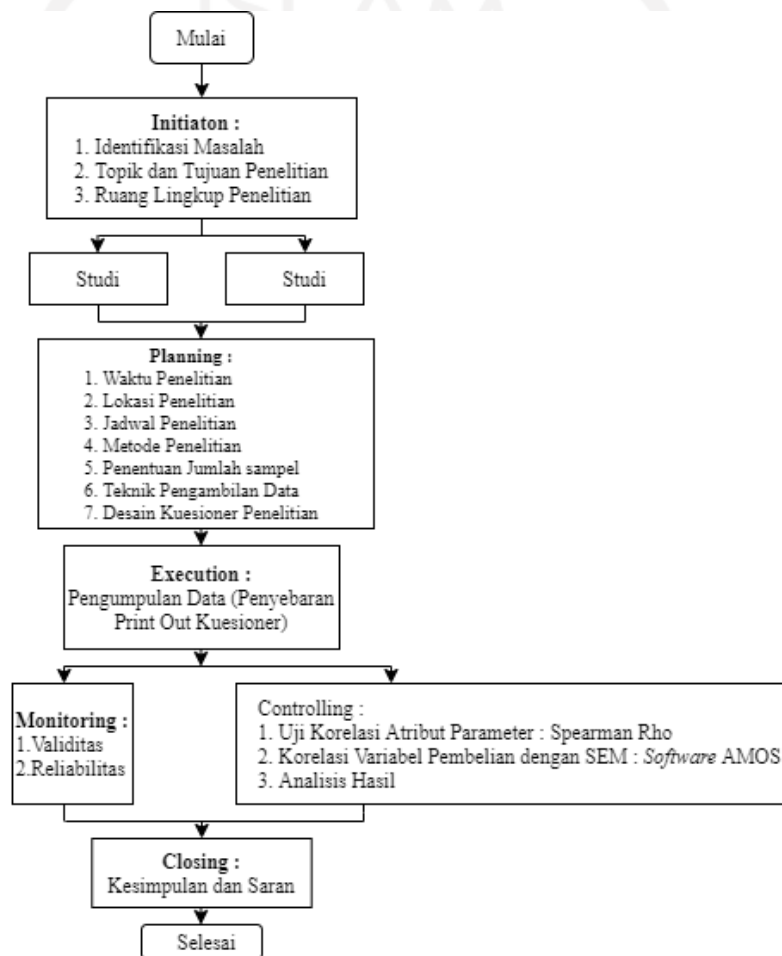 Mulai
Initiaton :
1. Identifikasi Masalah
2. Topik dan Tujuan Penelitian
3. Ruang Lingkup Penelitian
Studi
Studi
Planning :
1. Waktu Penelitian
2. Lokasi Penelitian
3. Jadwal Penelitian
4. Metode Penelitian
5. Penentuan Jumlah sampel
6. Teknik Pengambilan Data
7. Desain Kuesioner Penelitian
Execution :
Pengumpulan Data (Penyebaran
Print Out Kuesioner)
Monitoring :
1.Validitas
2.Reliabilitas
Controlling :
1. Uji Korelasi Atribut Parameter : Spearman Rho
2. Korelasi Variabel Pembelian dengan SEM : Software AMOS
3. Analisis Hasil
Closing :
Kesimpulan dan Saran
Selesai